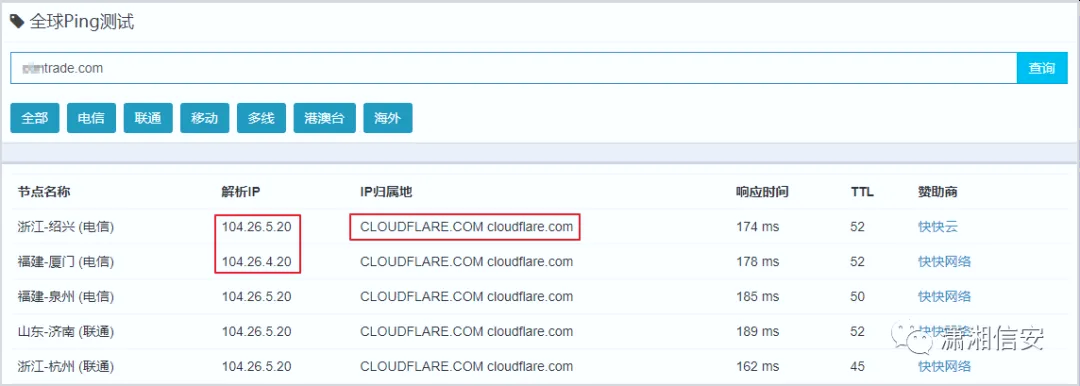 全球Ping测试
trade.com
查询
全部 电信 联通 移动 多线 港澳台 海外
节点名称 解析IP IP归属地 响应时间 TTL 赞助商
浙江-绍兴 (电信) 104.26.5.20 CLOUDFLARE.COM cloudflare.com 174 ms 52 快快云
福建-厦门 (电信) 104.26.4.20 CLOUDFLARE.COM cloudflare.com 178 ms 52 快快网络
福建-泉州 (电信) 104.26.5.20 CLOUDFLARE.COM cloudflare.com 185 ms 50 快快网络
山东-济南 (联通) 104.26.5.20 CLOUDFLARE.COM cloudflare.com 189 ms 52 快快网络
潇湘信安
浙江-杭州 (联通) 104.26.5.20 CLOUDFLARE.COM cloudflare.com 162 ms 45 快快网络